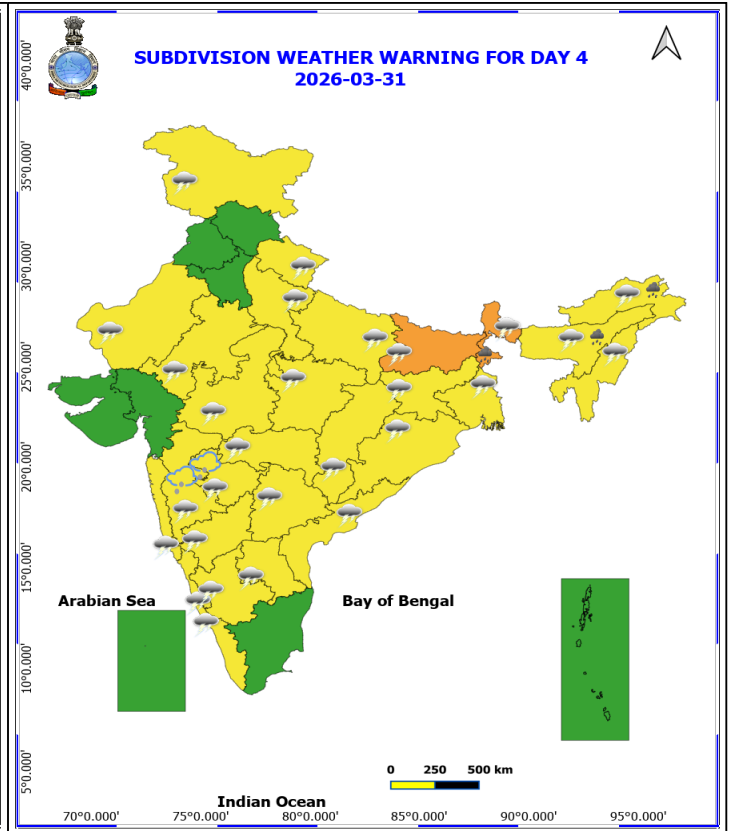 SUBDIVISION WEATHER WARNING FOR DAY 4
2026-03-31
40°0.000'
35°0.000'
30°0.000'
25°0.000'
20°0.000'
15°0.000'
10°0.000'
5°0.000'
Arabian Sea
Bay of Bengal
0 250 500 km
Indian Ocean
70°0.000' 75°0.000' 80°0.000' 85°0.000' 90°0.000' 95°0.000'